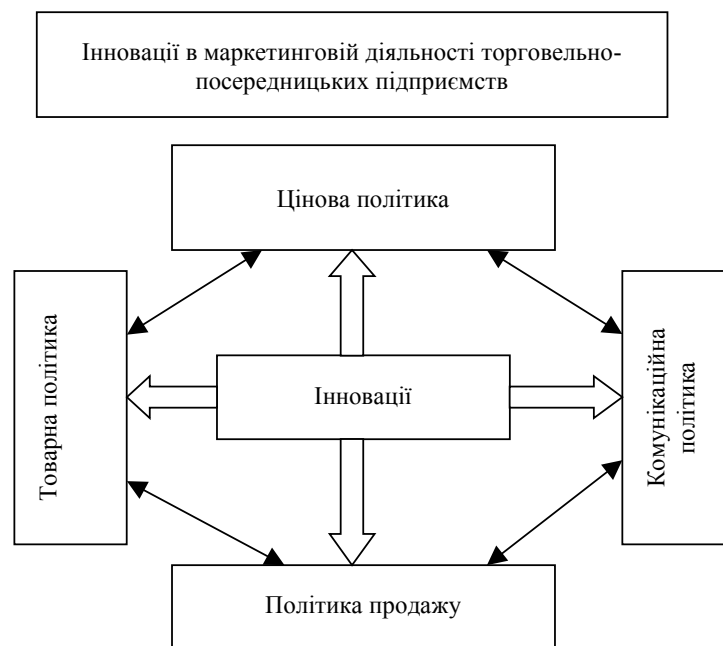 Інновації в маркетинговій діяльності торговельно-
посередницьких підприємств
Цінова політика
Товарна політика
Інновації
Комунікаційна
політика
Політика продажу